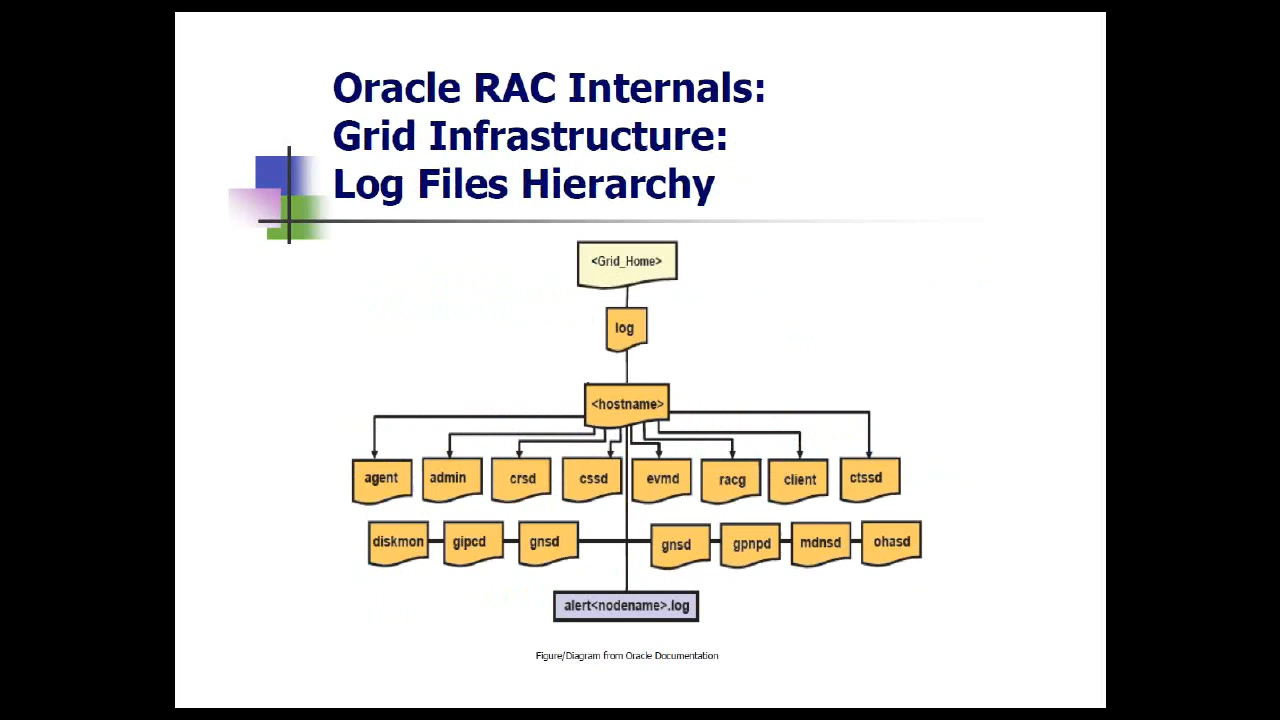 Oracle RAC Internals:
Grid Infrastructure:
Log Files Hierarchy
<Grid_Home>
log
<hostname>
agent
admin
crsd
cssd
evmd
racg
client
ctssd
diskmon
gipcd
gnsd
gnsd
gpnpd
mdnsd
ohasd
alert<nodename>.log
Figure/Diagram from Oracle Documentation